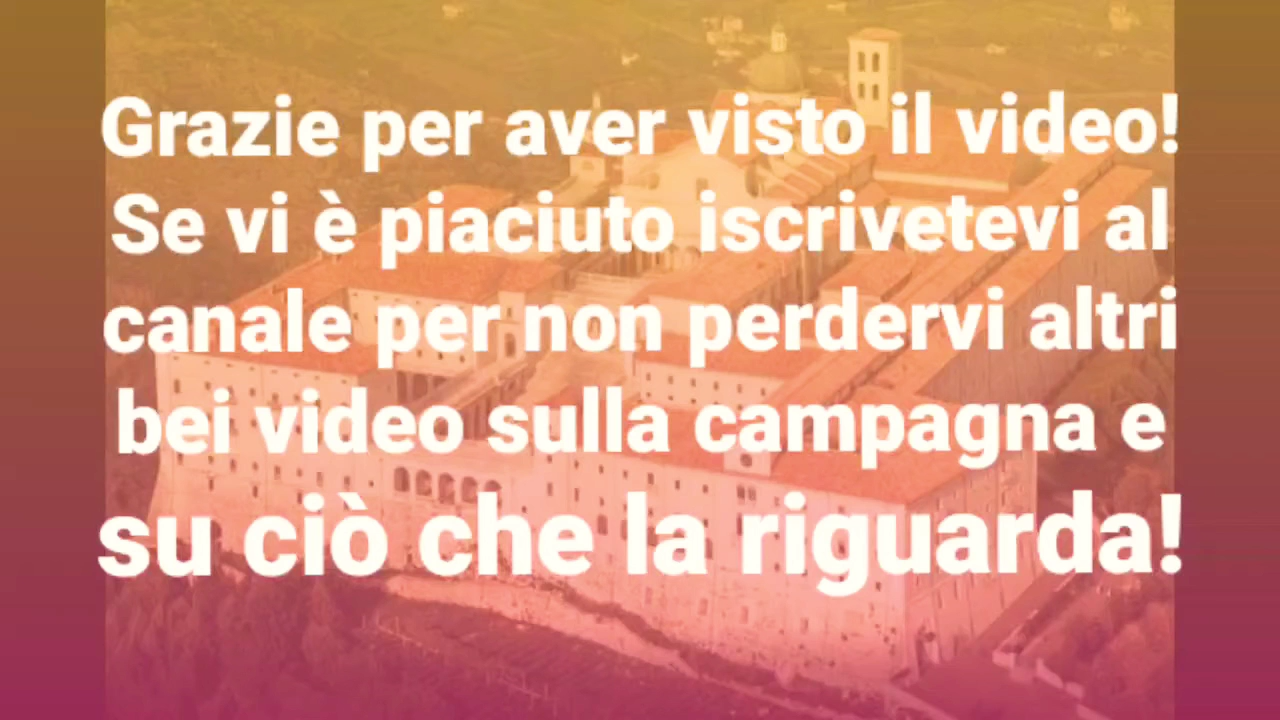 Grazie per aver visto il video!
Se vi è piaciuto iscrivetevi al
canale per non perdervi altri
bei video sulla campagna e
su ciò che la riguarda!